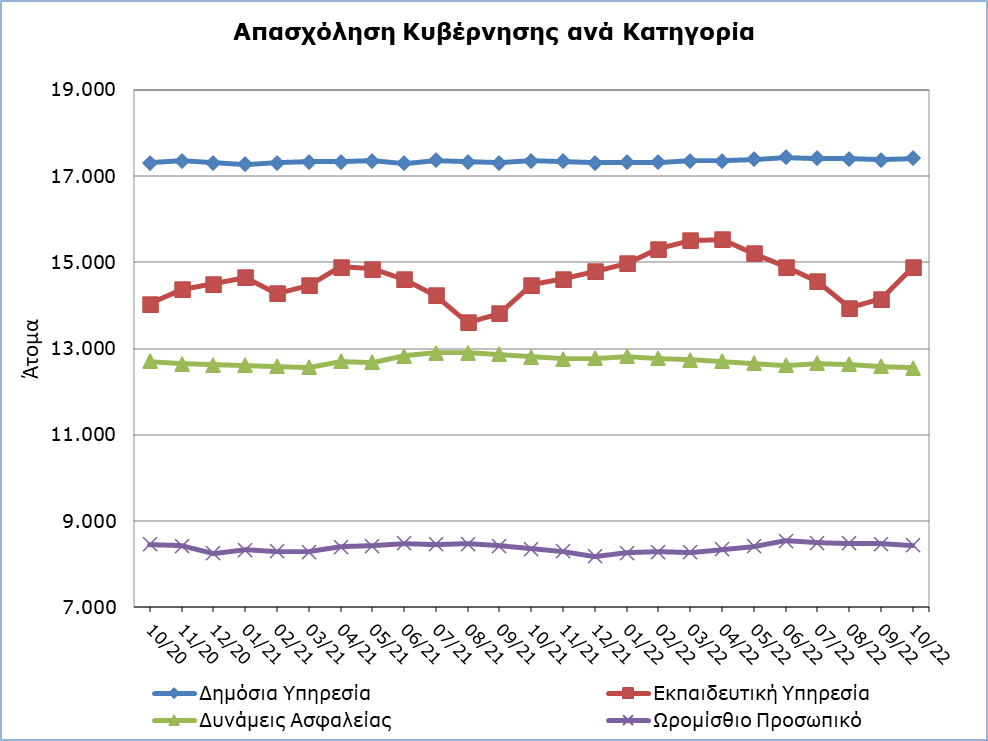 Απασχόληση Κυβέρνησης ανά Κατηγορία
19.000
17.000
15.000
13.000
11.000
9.000
7.000
Άτομα
10/20 11/20 12/20 01/21 02/21 03/21 04/21 05/21 06/21 07/21 08/21 09/21 10/21 11/21 12/21 01/22 02/22 03/22 04/22 05/22 06/22 07/22 08/22 09/22 10/22
Δημόσια Υπηρεσία Εκπαιδευτική Υπηρεσία
Δυνάμεις Ασφαλείας Ωρομίσθιο Προσωπικό